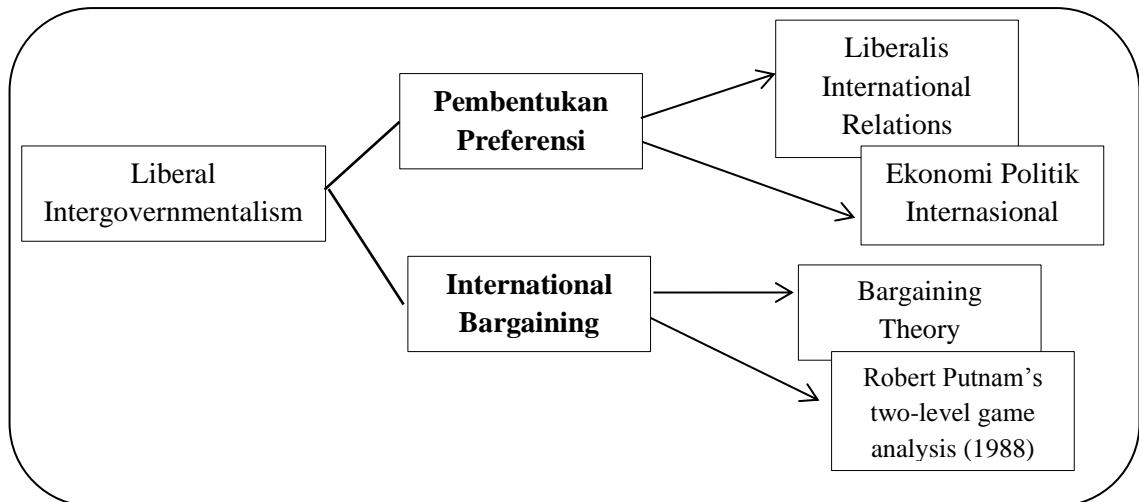 Liberal
Intergovernmentalism
Pembentukan
Preferensi
International
Bargaining
Liberalis
International
Relations
Ekonomi Politik
Internasional
Bargaining
Theory
Robert Putnam’s
two-level game
analysis (1988)